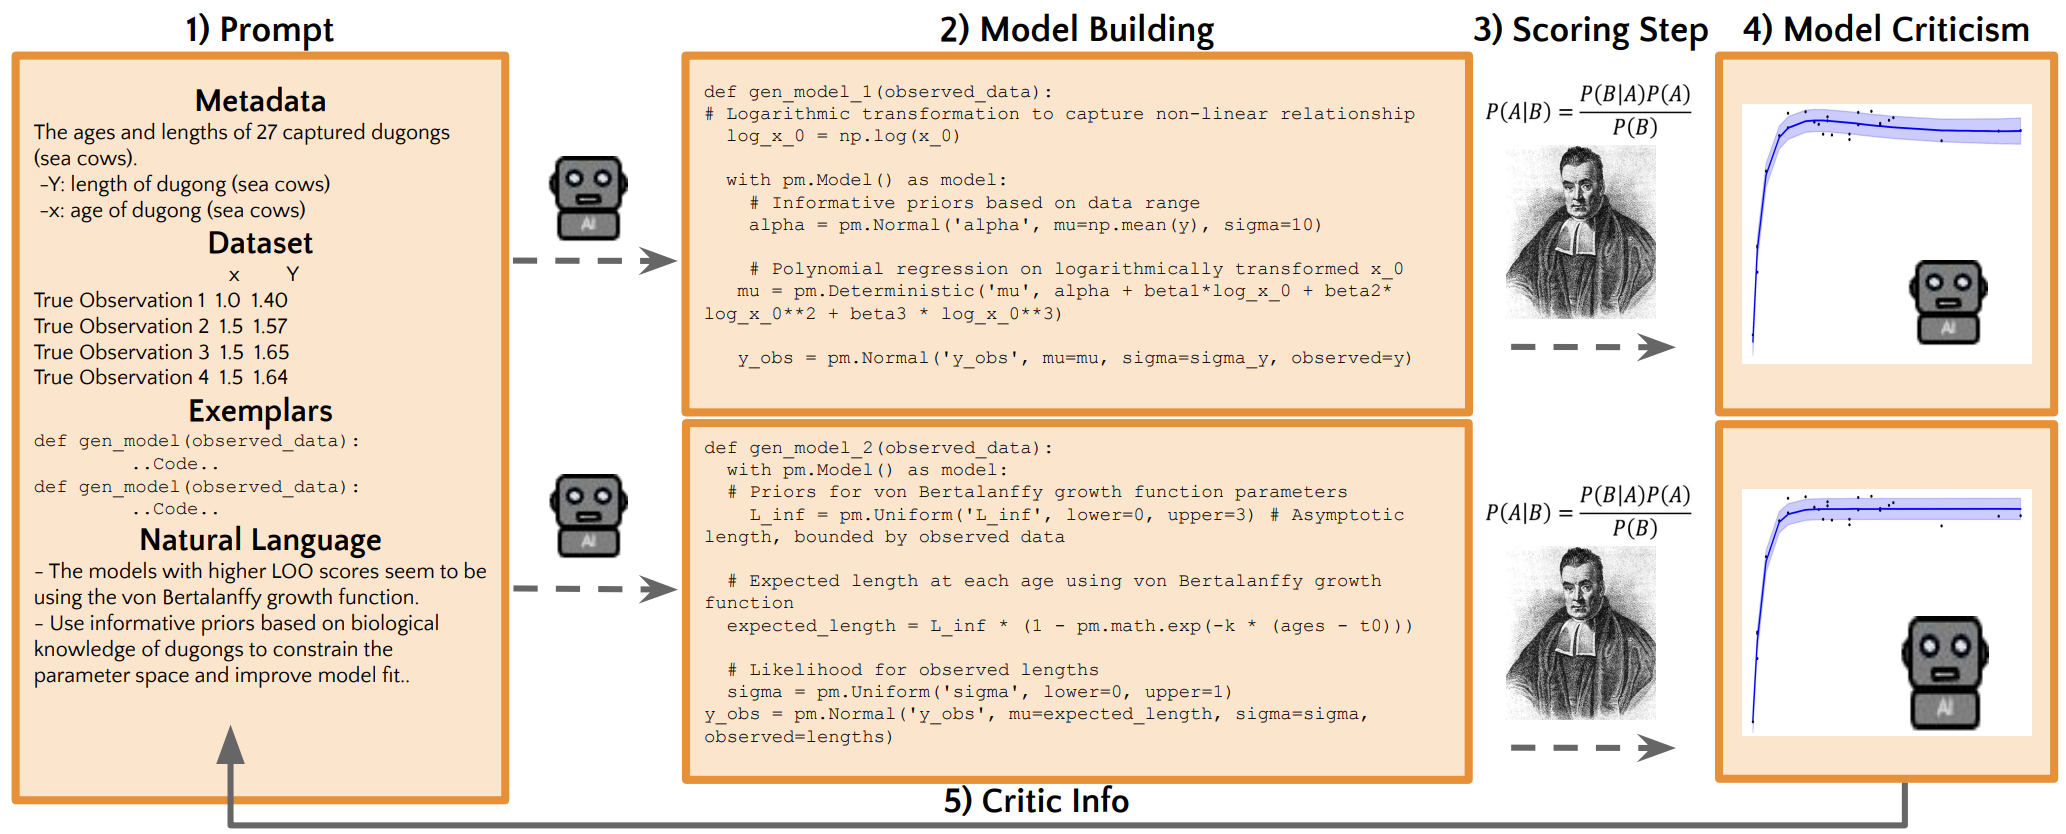 1) Prompt
2) Model Building
3) Scoring Step
4) Model Criticism
Metadata
The ages and lengths of 27 captured dugongs
(sea cows).
-Y: length of dugong (sea cows)
-x: age of dugong (sea cows)
Dataset
x Y
True Observation 1 1.0 1.40
True Observation 2 1.5 1.57
True Observation 3 1.5 1.65
True Observation 4 1.5 1.64
Exemplars
def gen_model(observed_data):
..Code..
def gen_model(observed_data):
..Code..
Natural Language
- The models with higher LOO scores seem to be
using the von Bertalanffy growth function.
- Use informative priors based on biological
knowledge of dugongs to constrain the
parameter space and improve model fit..
AI
AI
def gen_model_1(observed_data):
# Logarithmic transformation to capture non-linear relationship
log_x_0 = np.log(x_0)
with pm.Model() as model:
# Informative priors based on data range
alpha = pm.Normal('alpha', mu=np.mean(y), sigma=10)
# Polynomial regression on logarithmically transformed x_0
mu = pm.Deterministic('mu', alpha + beta1*log_x_0 + beta2*
log_x_0**2 + beta3 * log_x_0**3)
y_obs = pm.Normal('y_obs', mu=mu, sigma=sigma_y, observed=y)
def gen_model_2(observed_data):
with pm.Model() as model:
# Priors for von Bertalanffy growth function parameters
L_inf = pm.Uniform('L_inf', lower=0, upper=3) # Asymptotic
length, bounded by observed data
# Expected length at each age using von Bertalanffy growth
function
expected_length = L_inf * (1 - pm.math.exp(-k * (ages - t0)))
# Likelihood for observed lengths
sigma = pm.Uniform('sigma', lower=0, upper=1)
y_obs = pm.Normal('y_obs', mu=expected_length, sigma=sigma,
observed=lengths)
P(A|B) = P(B|A)P(A)
P(B)
P(A|B) = P(B|A)P(A)
P(B)
AI
AI
5) Critic Info